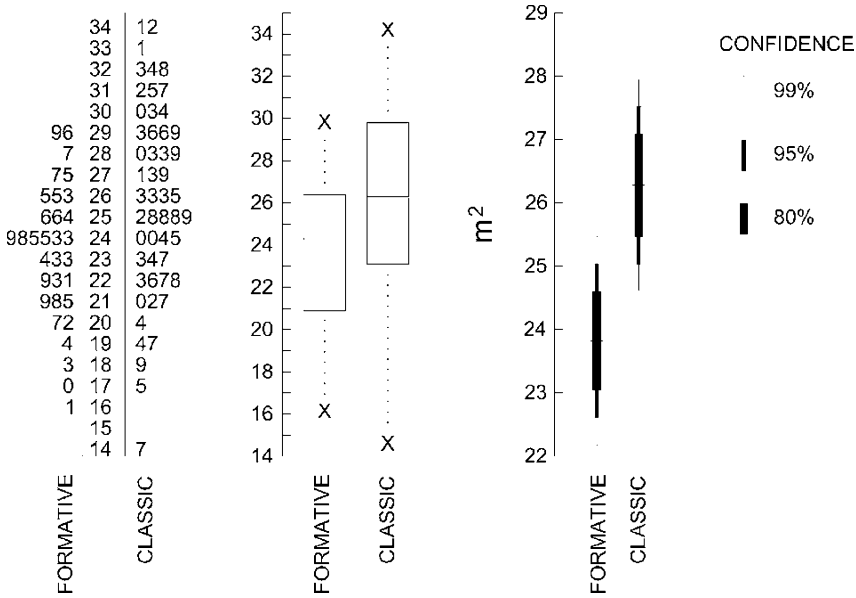 34 12
33 1
32 348
31 257
30 034
96 29 3669
7 28 0339
75 27 139
553 26 3335
664 25 28889
985533 24 0045
433 23 347
931 22 3678
985 21 027
72 20 4
4 19 47
3 18 9
0 17 5
1 16
15
14 7
FORMATIVE
CLASSIC
34
32
30
28
26
24
22
20
18
16
14
X
X
X
X
FORMATIVE
CLASSIC
m²
29
28
27
26
25
24
23
22
FORMATIVE
CLASSIC
CONFIDENCE
99%
95%
80%